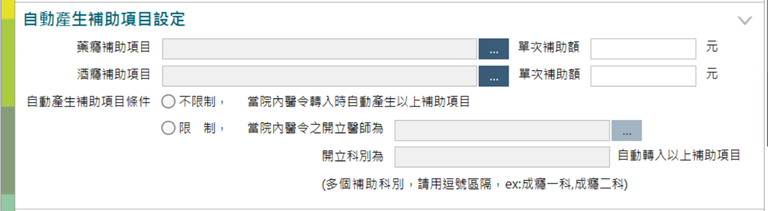 自動產生補助項目設定
藥癮補助項目 ... 單次補助額 元
酒癮補助項目 ... 單次補助額 元
自動產生補助項目條件 不限制， 當院內醫令轉入時自動產生以上補助項目
限 制， 當院內醫令之開立醫師為 ...
開立科別為 自動轉入以上補助項目
(多個補助科別，請用逗號區隔，ex:成癮一科,成癮二科)